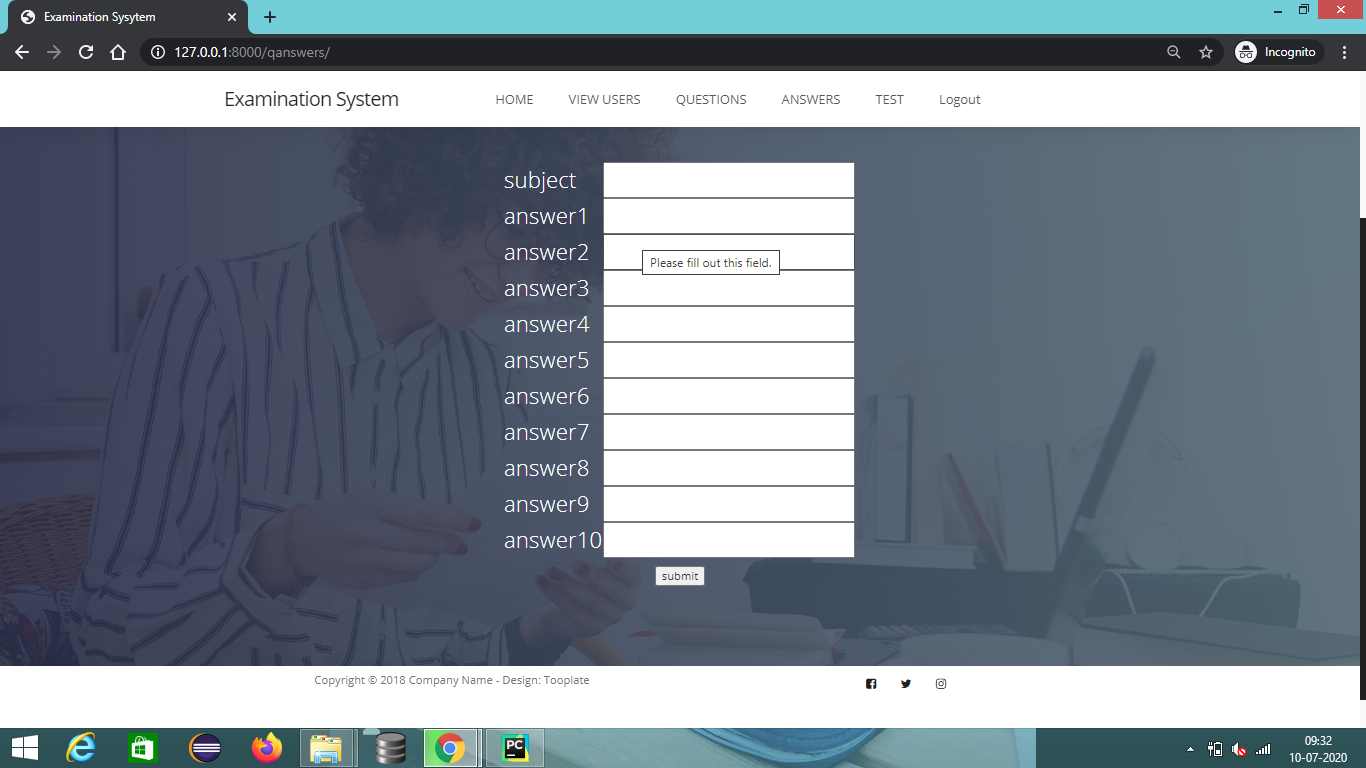 Examination Sysytem
127.0.0.1:8000/qanswers/
Incognito
Examination System
HOME
VIEW USERS
QUESTIONS
ANSWERS
TEST
Logout
subject
answer1
answer2
Please fill out this field.
answer3
answer4
answer5
answer6
answer7
answer8
answer9
answer10
submit
Copyright © 2018 Company Name - Design: Tooplate
PC
09:32
10-07-2020